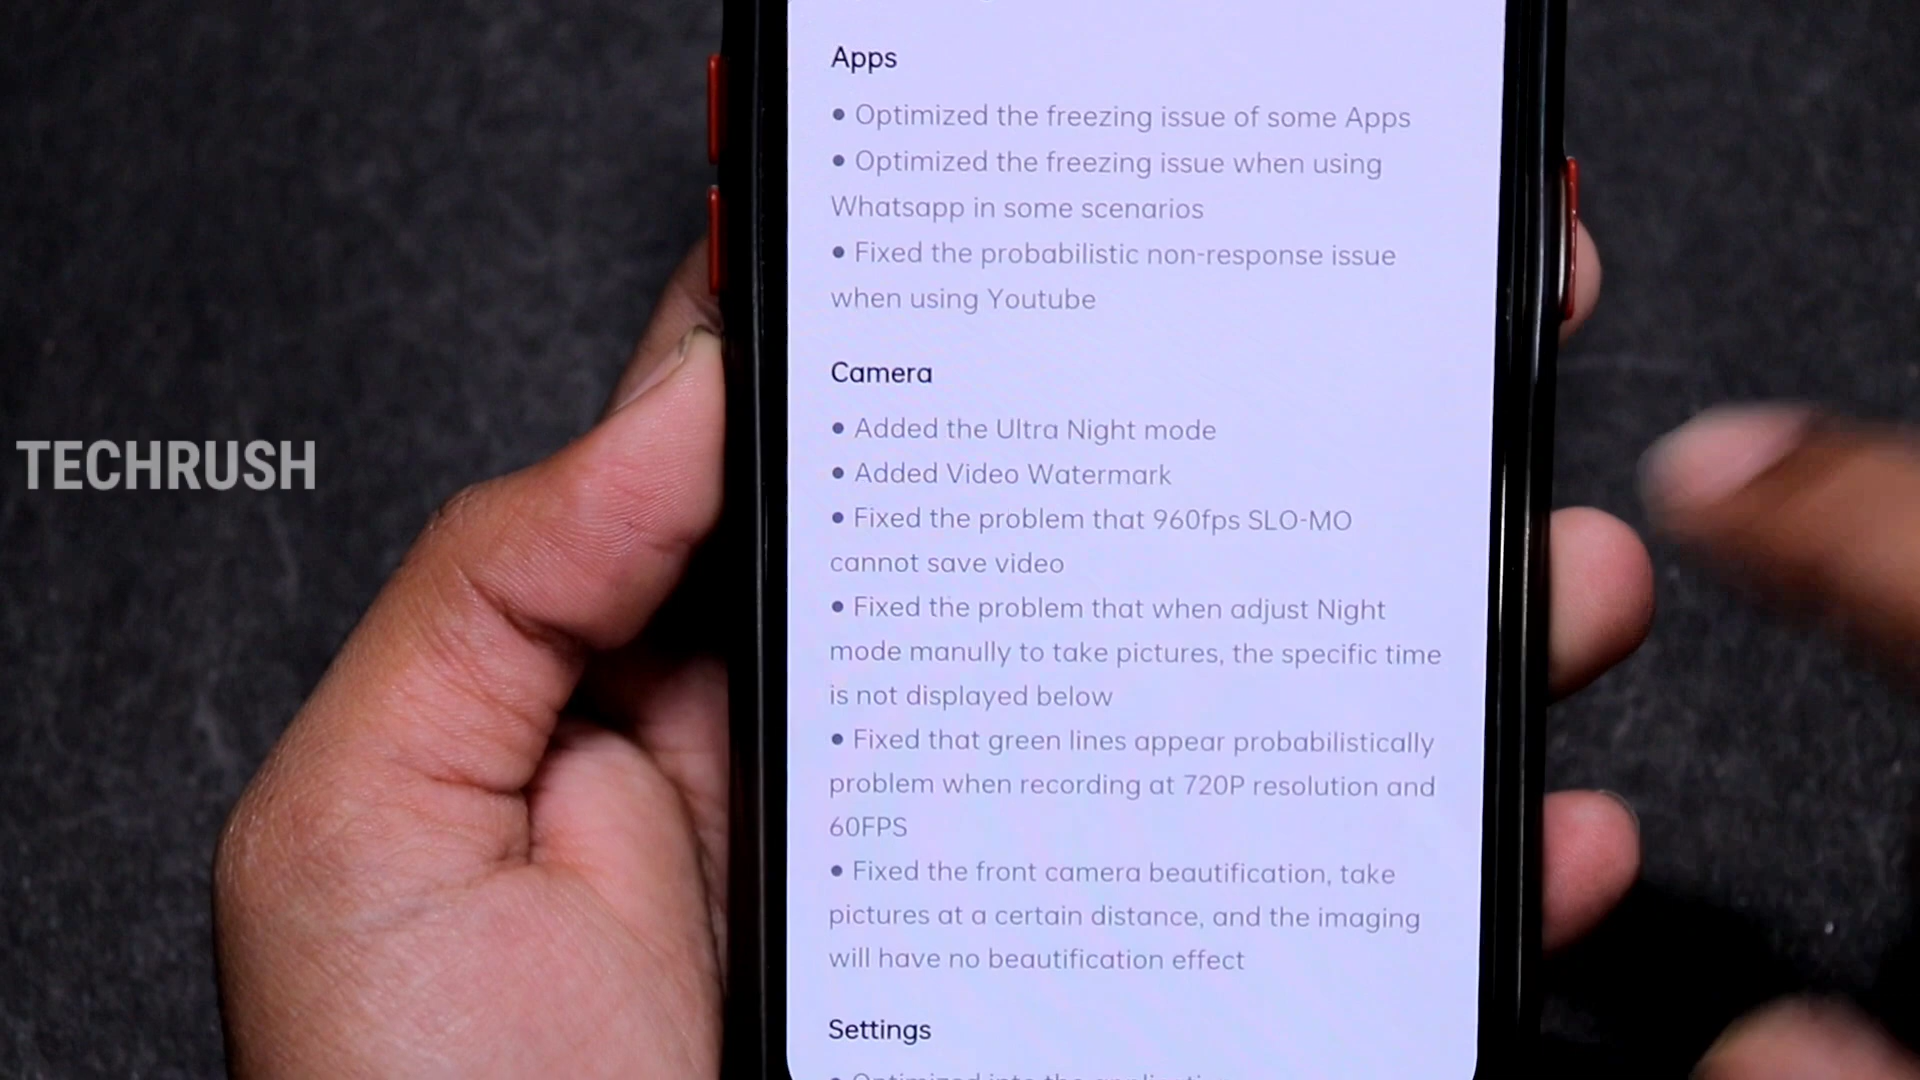 Apps
• Optimized the freezing issue of some Apps
• Optimized the freezing issue when using
Whatsapp in some scenarios
• Fixed the probabilistic non-response issue
when using Youtube
Camera
• Added the Ultra Night mode
• Added Video Watermark
• Fixed the problem that 960fps SLO-MO
cannot save video
• Fixed the problem that when adjust Night
mode manully to take pictures, the specific time
is not displayed below
• Fixed that green lines appear probabilistically
problem when recording at 720P resolution and
60FPS
• Fixed the front camera beautification, take
pictures at a certain distance, and the imaging
will have no beautification effect
Settings
TECHRUSH